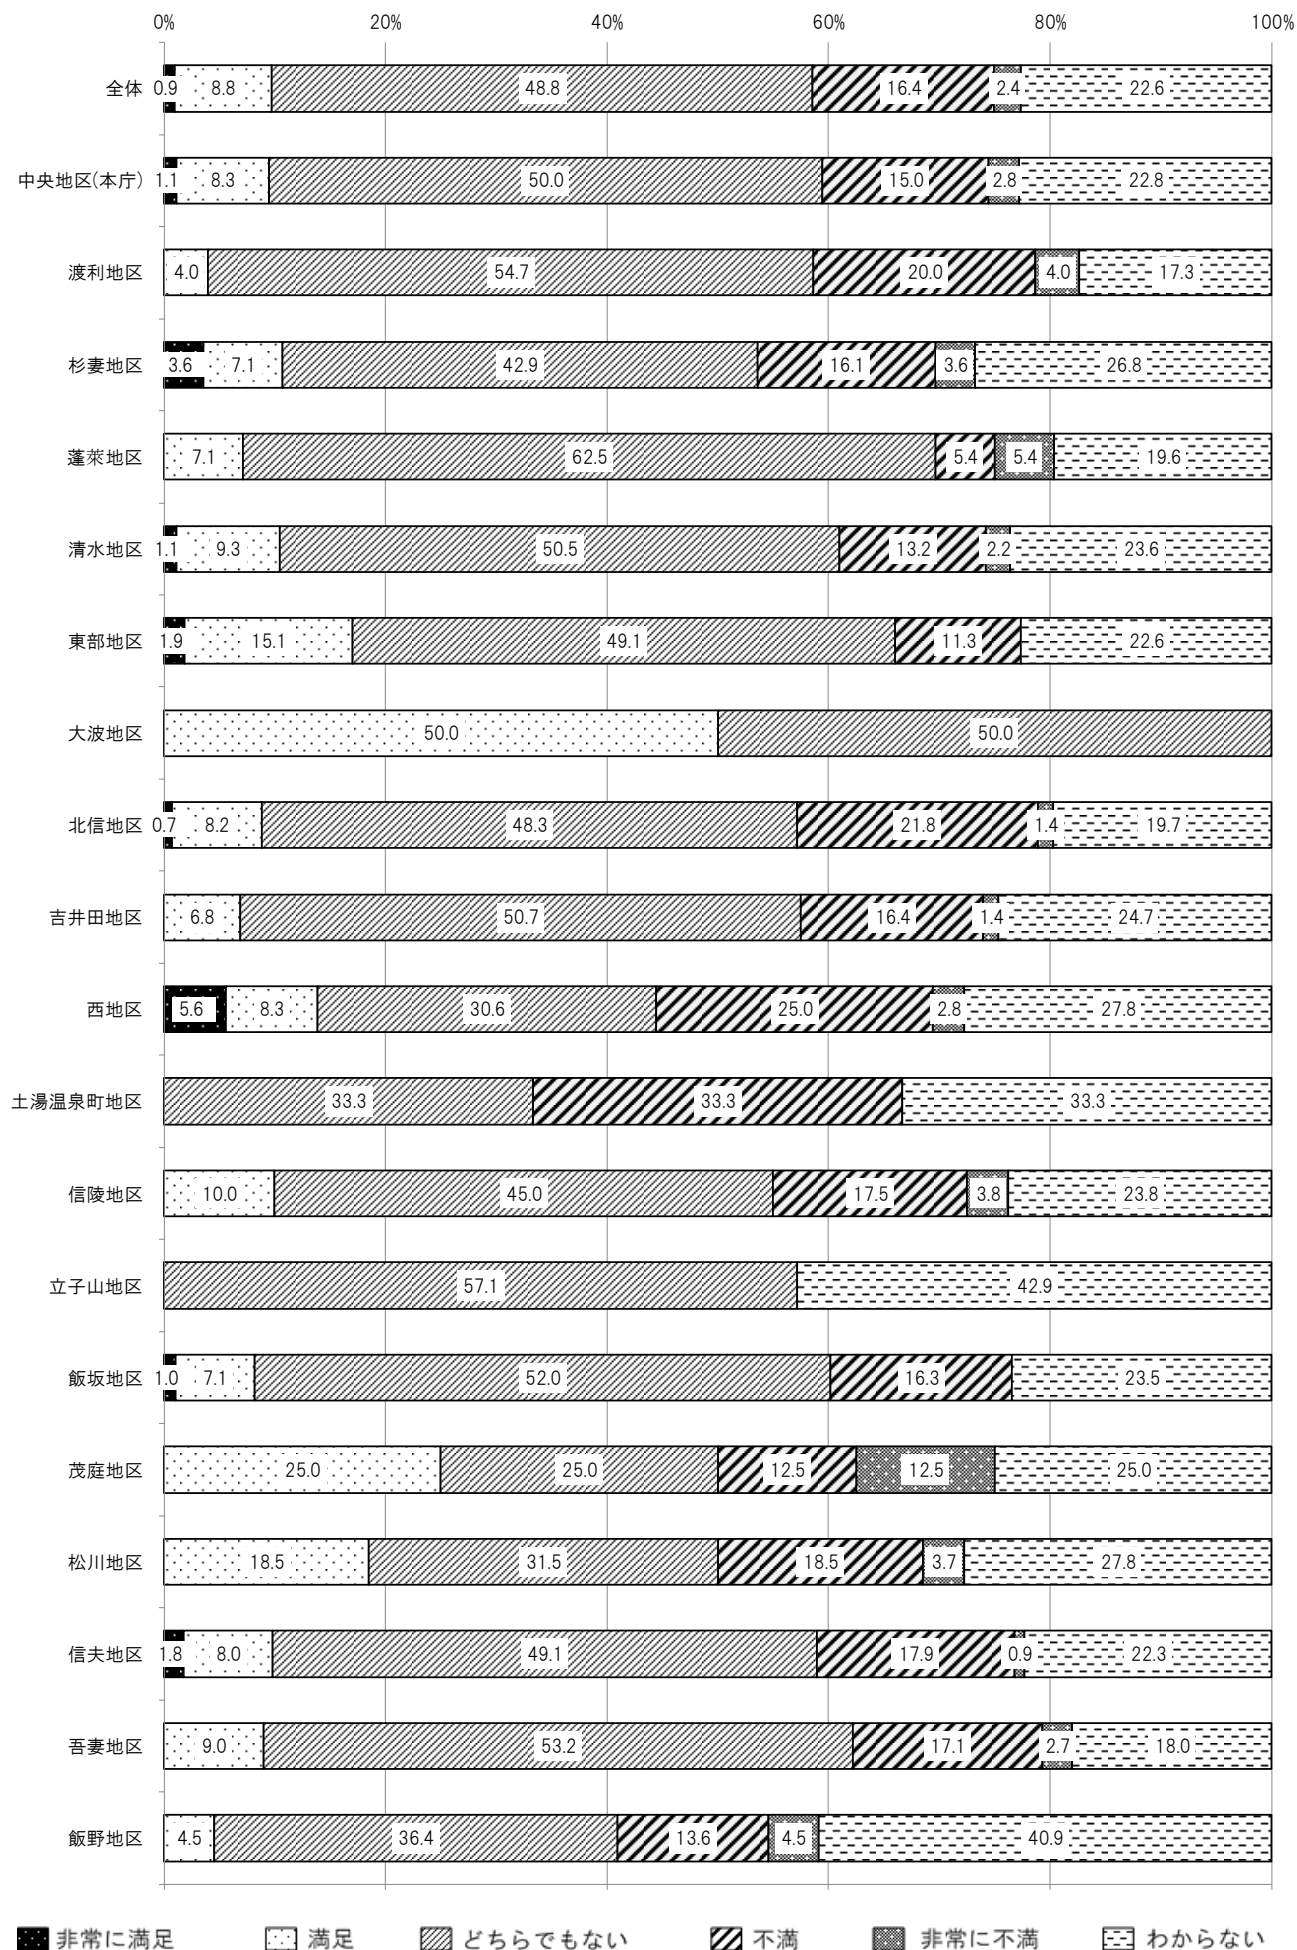 0% 20% 40% 60% 80% 100%
全体 0.9 8.8 48.8 16.4 2.4 22.6
中央地区(本庁) 1.1 8.3 50.0 15.0 2.8 22.8
渡利地区 4.0 54.7 20.0 4.0 17.3
杉妻地区 3.6 7.1 42.9 16.1 3.6 26.8
蓬萊地区 7.1 62.5 5.4 5.4 19.6
清水地区 1.1 9.3 50.5 13.2 2.2 23.6
東部地区 1.9 15.1 49.1 11.3 22.6
大波地区 50.0 50.0
北信地区 0.7 8.2 48.3 21.8 1.4 19.7
吉井田地区 6.8 50.7 16.4 1.4 24.7
西地区 5.6 8.3 30.6 25.0 2.8 27.8
土湯温泉町地区 33.3 33.3 33.3
信陵地区 10.0 45.0 17.5 3.8 23.8
立子山地区 57.1 42.9
飯坂地区 1.0 7.1 52.0 16.3 23.5
茂庭地区 25.0 25.0 12.5 12.5 25.0
松川地区 18.5 31.5 18.5 3.7 27.8
信夫地区 1.8 8.0 49.1 17.9 0.9 22.3
吾妻地区 9.0 53.2 17.1 2.7 18.0
飯野地区 4.5 36.4 13.6 4.5 40.9
非常に満足 満足 どちらでもない 不満 非常に不満 わからない